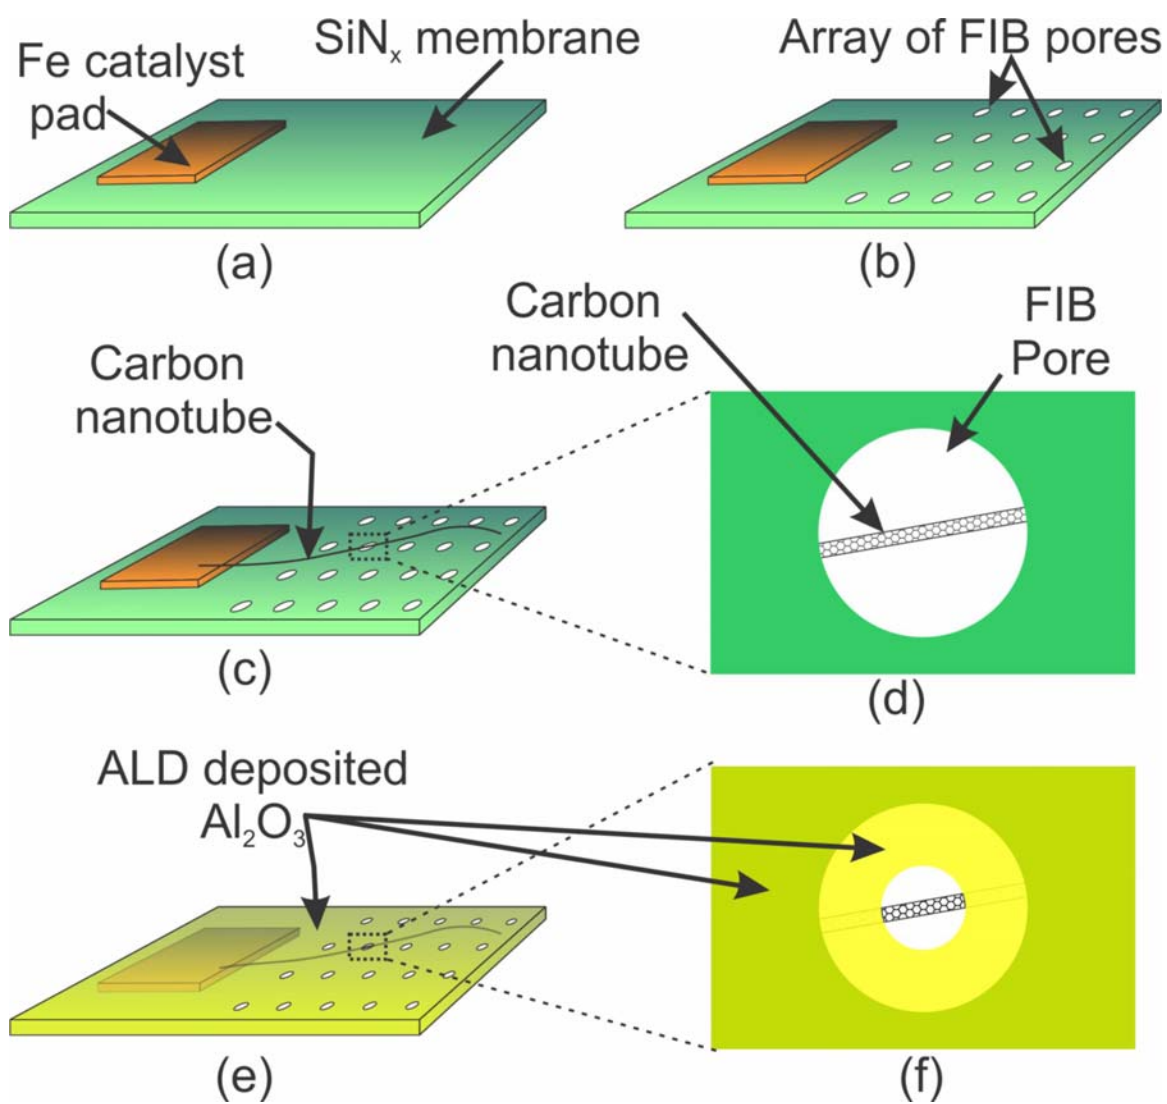 Fe catalyst
pad
SiNₓ membrane
Array of FIB pores
(a)
(b)
Carbon
nanotube
Carbon
nanotube
FIB
Pore
(c)
(d)
ALD deposited
Al₂O₃
(e)
(f)